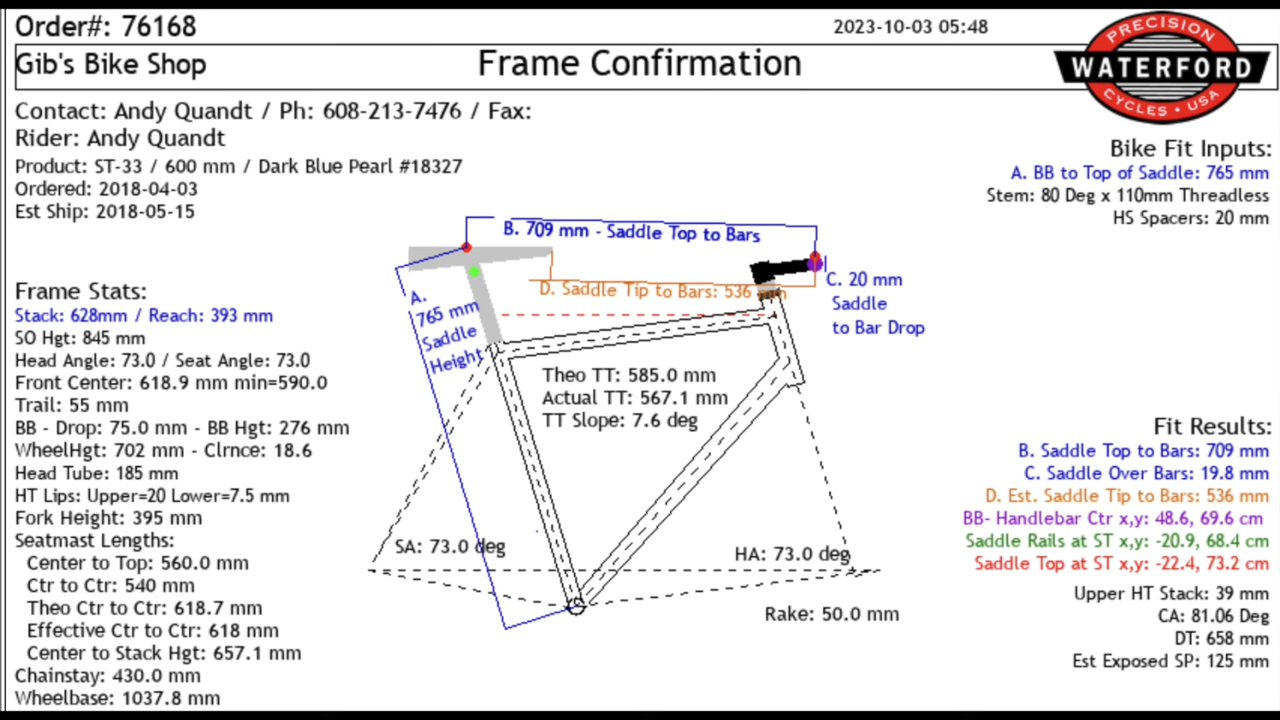 Order#: 76168
2023-10-03 05:48
Gib's Bike Shop
Frame Confirmation
PRECISION
WATERFORD
CYCLES • USA
Contact: Andy Quandt / Ph: 608-213-7476 / Fax:
Rider: Andy Quandt
Product: ST-33 / 600 mm / Dark Blue Pearl #18327
Ordered: 2018-04-03
Est Ship: 2018-05-15
Bike Fit Inputs:
A. BB to Top of Saddle: 765 mm
Stem: 80 Deg x 110mm Threadless
HS Spacers: 20 mm
B. 709 mm - Saddle Top to Bars
D. Saddle Tip to Bars: 536 mm
C. 20 mm
Saddle
to Bar Drop
A.
765 mm
Saddle
Height
Theo TT: 585.0 mm
Actual TT: 567.1 mm
TT Slope: 7.6 deg
SA: 73.0 deg
HA: 73.0 deg
Rake: 50.0 mm
Frame Stats:
Stack: 628mm / Reach: 393 mm
SO Hgt: 845 mm
Head Angle: 73.0 / Seat Angle: 73.0
Front Center: 618.9 mm min=590.0
Trail: 55 mm
BB - Drop: 75.0 mm - BB Hgt: 276 mm
WheelHgt: 702 mm - Clrnce: 18.6
Head Tube: 185 mm
HT Lips: Upper=20 Lower=7.5 mm
Fork Height: 395 mm
Seatmast Lengths:
Center to Top: 560.0 mm
Ctr to Ctr: 540 mm
Theo Ctr to Ctr: 618.7 mm
Effective Ctr to Ctr: 618 mm
Center to Stack Hgt: 657.1 mm
Chainstay: 430.0 mm
Wheelbase: 1037.8 mm
Fit Results:
B. Saddle Top to Bars: 709 mm
C. Saddle Over Bars: 19.8 mm
D. Est. Saddle Tip to Bars: 536 mm
BB- Handlebar Ctr x,y: 48.6, 69.6 cm
Saddle Rails at ST x,y: -20.9, 68.4 cm
Saddle Top at ST x,y: -22.4, 73.2 cm
Upper HT Stack: 39 mm
CA: 81.06 Deg
DT: 658 mm
Est Exposed SP: 125 mm